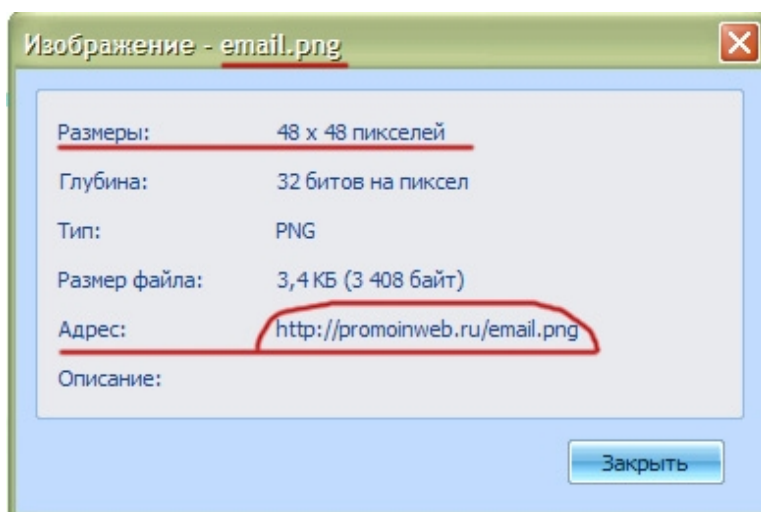 Изображение - email.png
Размеры: 48 x 48 пикселей
Глубина: 32 битов на пиксел
Тип: PNG
Размер файла: 3,4 КБ (3 408 байт)
Адрес: http://promoinweb.ru/email.png
Описание:
Закрыть